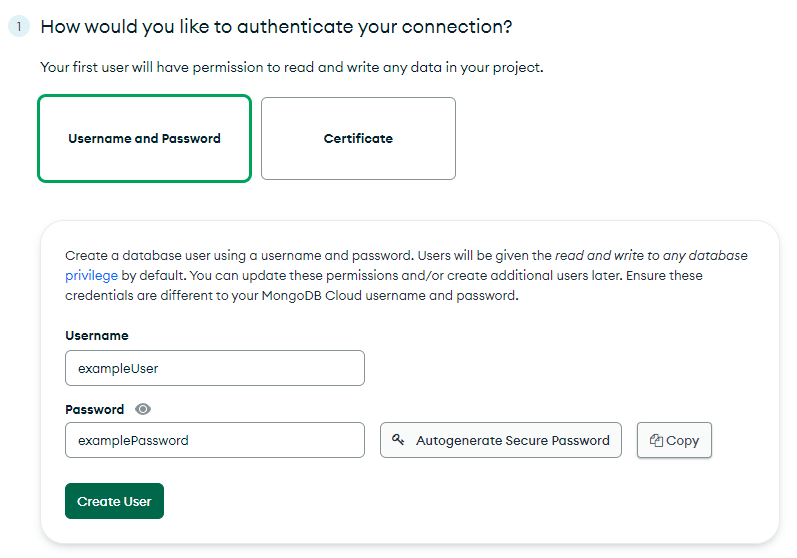 1 How would you like to authenticate your connection?
Your first user will have permission to read and write any data in your project.
Username and Password
Certificate
Create a database user using a username and password. Users will be given the read and write to any database
privilege by default. You can update these permissions and/or create additional users later. Ensure these
credentials are different to your MongoDB Cloud username and password.
Username
exampleUser
Password
examplePassword
Autogenerate Secure Password
Copy
Create User